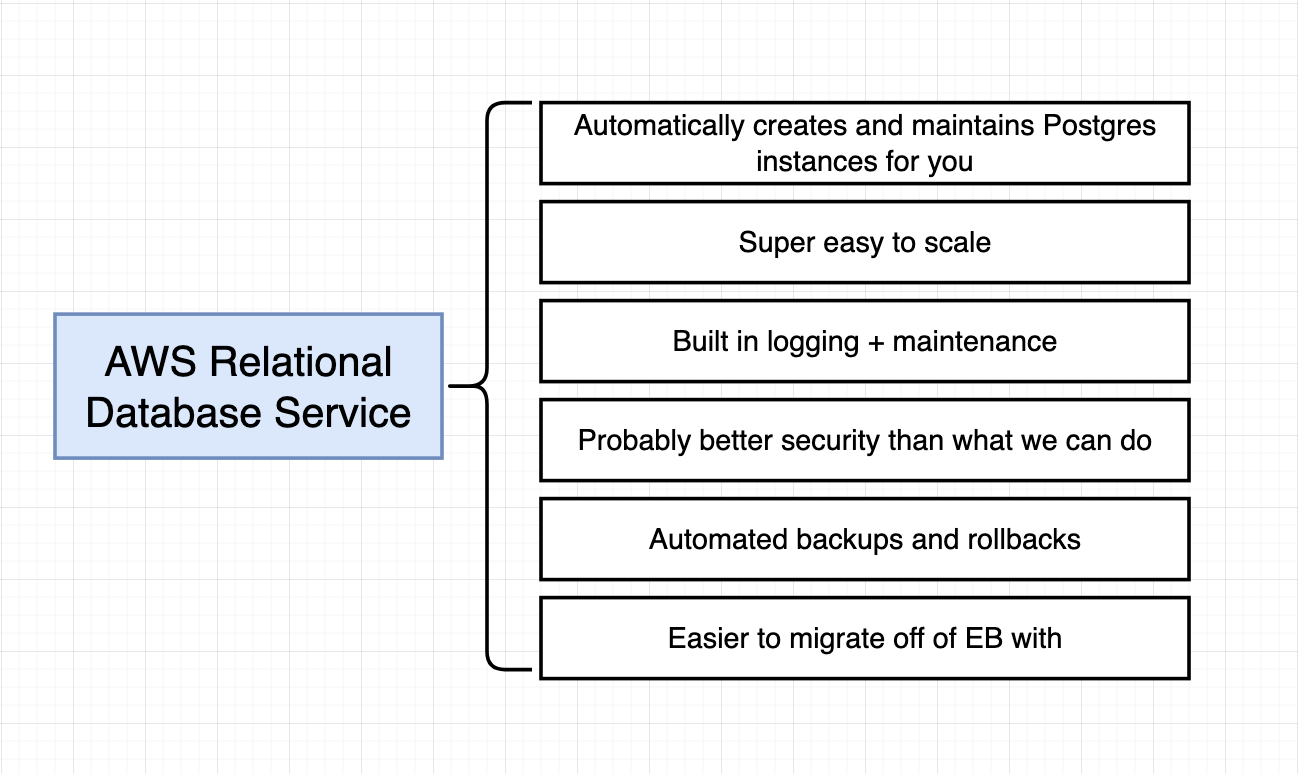 AWS Relational
Database Service
Automatically creates and maintains Postgres
instances for you
Super easy to scale
Built in logging + maintenance
Probably better security than what we can do
Automated backups and rollbacks
Easier to migrate off of EB with